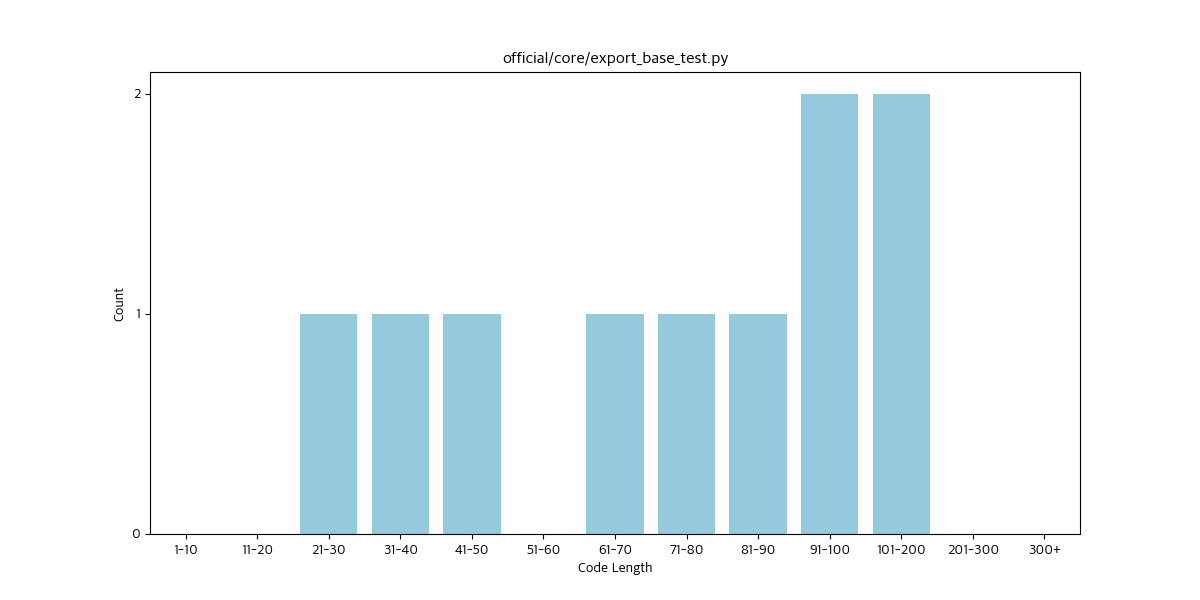 official/core/export_base_test.py
2
1
0
Count
1-10 11-20 21-30 31-40 41-50 51-60 61-70 71-80 81-90 91-100 101-200 201-300 300+
Code Length